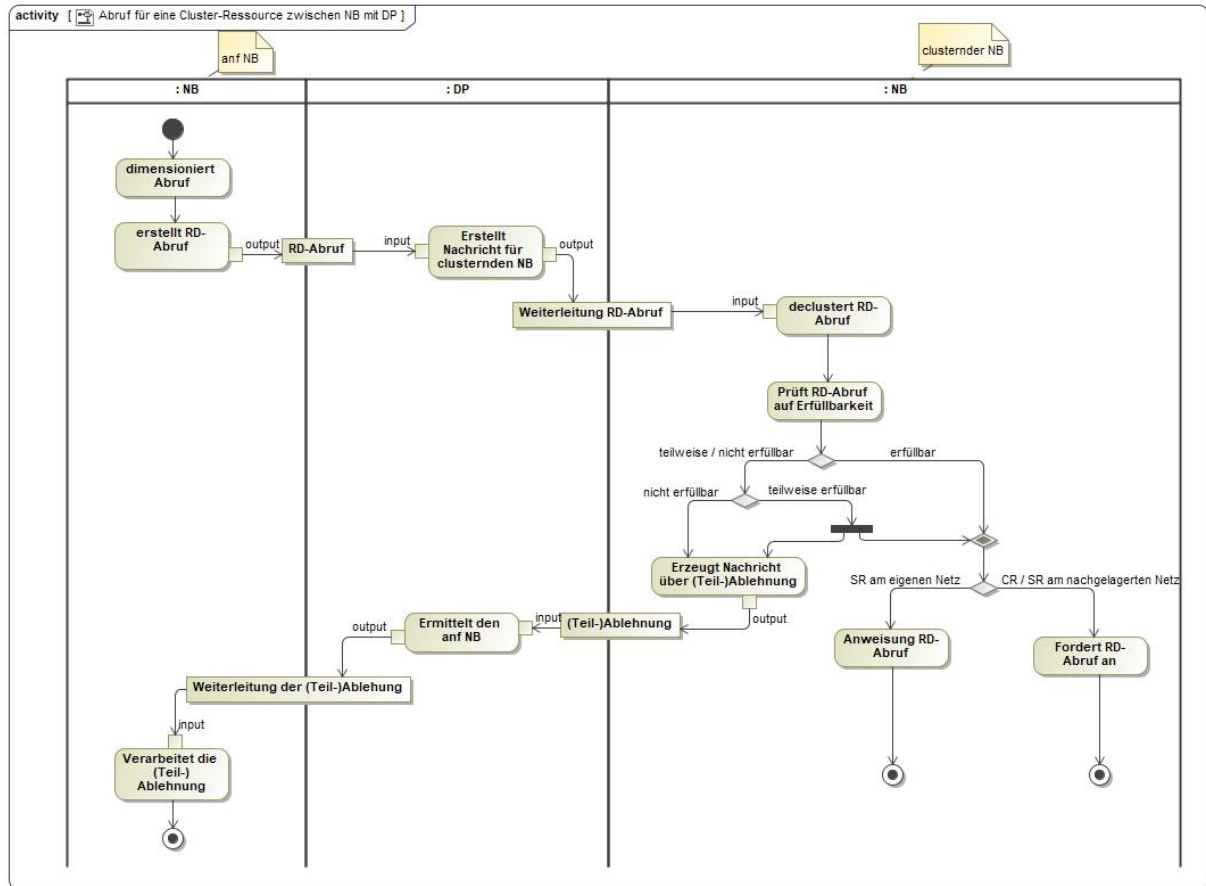 activity [ Abruf für eine Cluster-Ressource zwischen NB mit DP ]
anf NB
clusternder NB
: NB
: DP
: NB
dimensioniert
Abruf
erstellt RD-
Abruf
output
RD-Abruf
input
Erstellt
Nachricht für
clusternden NB
output
Weiterleitung RD-Abruf
input
declustert RD-
Abruf
Prüft RD-Abruf
auf Erfüllbarkeit
teilweise / nicht erfüllbar
erfüllbar
nicht erfüllbar
teilweise erfüllbar
Erzeugt Nachricht
über (Teil-)Ablehnung
SR am eigenen Netz
CR / SR am nachgelagerten Netz
output
(Teil-)Ablehnung
input
Ermittelt den
anf NB
output
Anweisung RD-
Abruf
Fordert RD-
Abruf an
Weiterleitung der (Teil-)Ablehung
input
Verarbeitet die
(Teil-)
Ablehnung